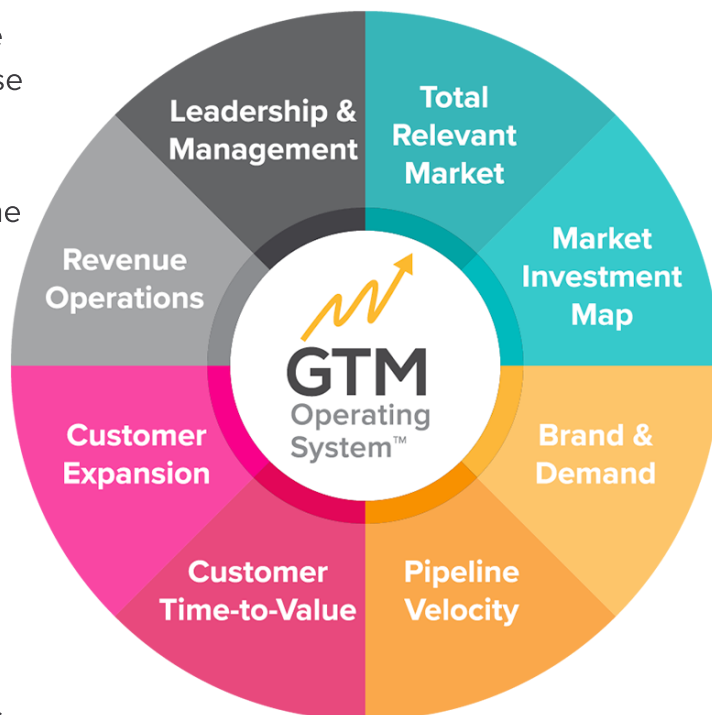 Leadership &
Management
Total
Relevant
Market
Market
Investment
Map
Brand &
Demand
Pipeline
Velocity
Customer
Time-to-Value
Customer
Expansion
Revenue
Operations
GTM
Operating
System™